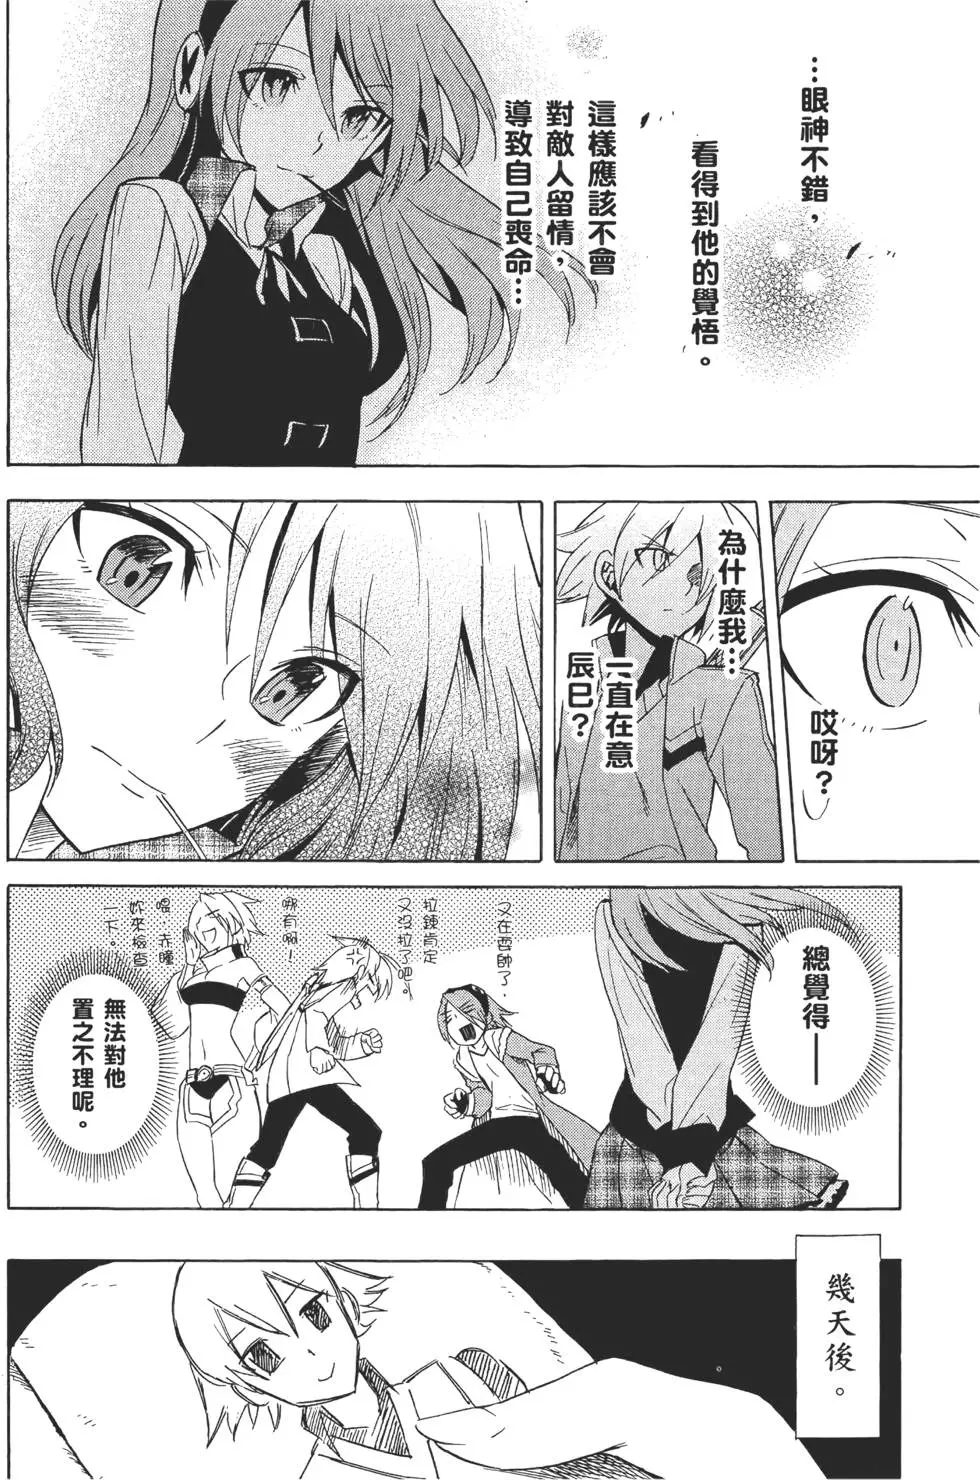 …眼神不錯，
看得到他的覺悟。
這樣應該不會
對敵人留情，
導致自己喪命…
哎呀？
為什麼我…
一直在意
辰巳？
總覺得——
又在耍帥了。
拉鍊肯定
又沒拉了吧。
哪有啊！
喂 赤瞳
妳來檢查
一下。
無法對他
置之不理呢。
幾天後。